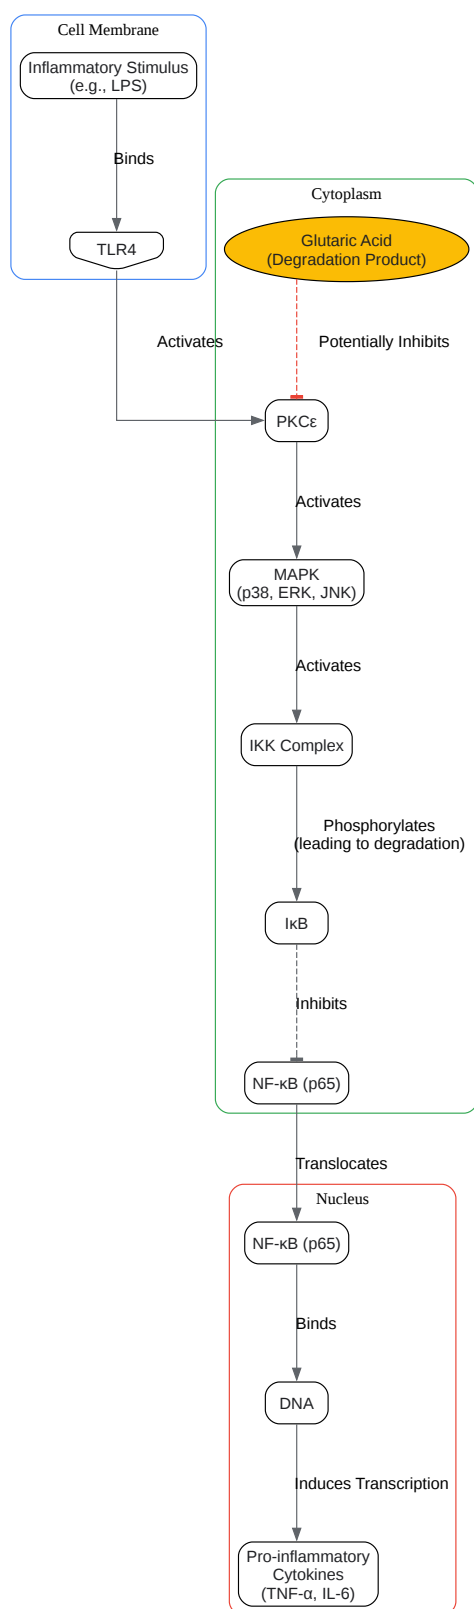 Cell Membrane
Inflammatory Stimulus
(e.g., LPS)
Binds
TLR4
Cytoplasm
Glutaric Acid
(Degradation Product)
Activates
Potentially Inhibits
PKCε
Activates
MAPK
(p38, ERK, JNK)
Activates
IKK Complex
Phosphorylates
(leading to degradation)
IκB
Inhibits
NF-κB (p65)
Translocates
Nucleus
NF-κB (p65)
Binds
DNA
Induces Transcription
Pro-inflammatory
Cytokines
(TNF-α, IL-6)